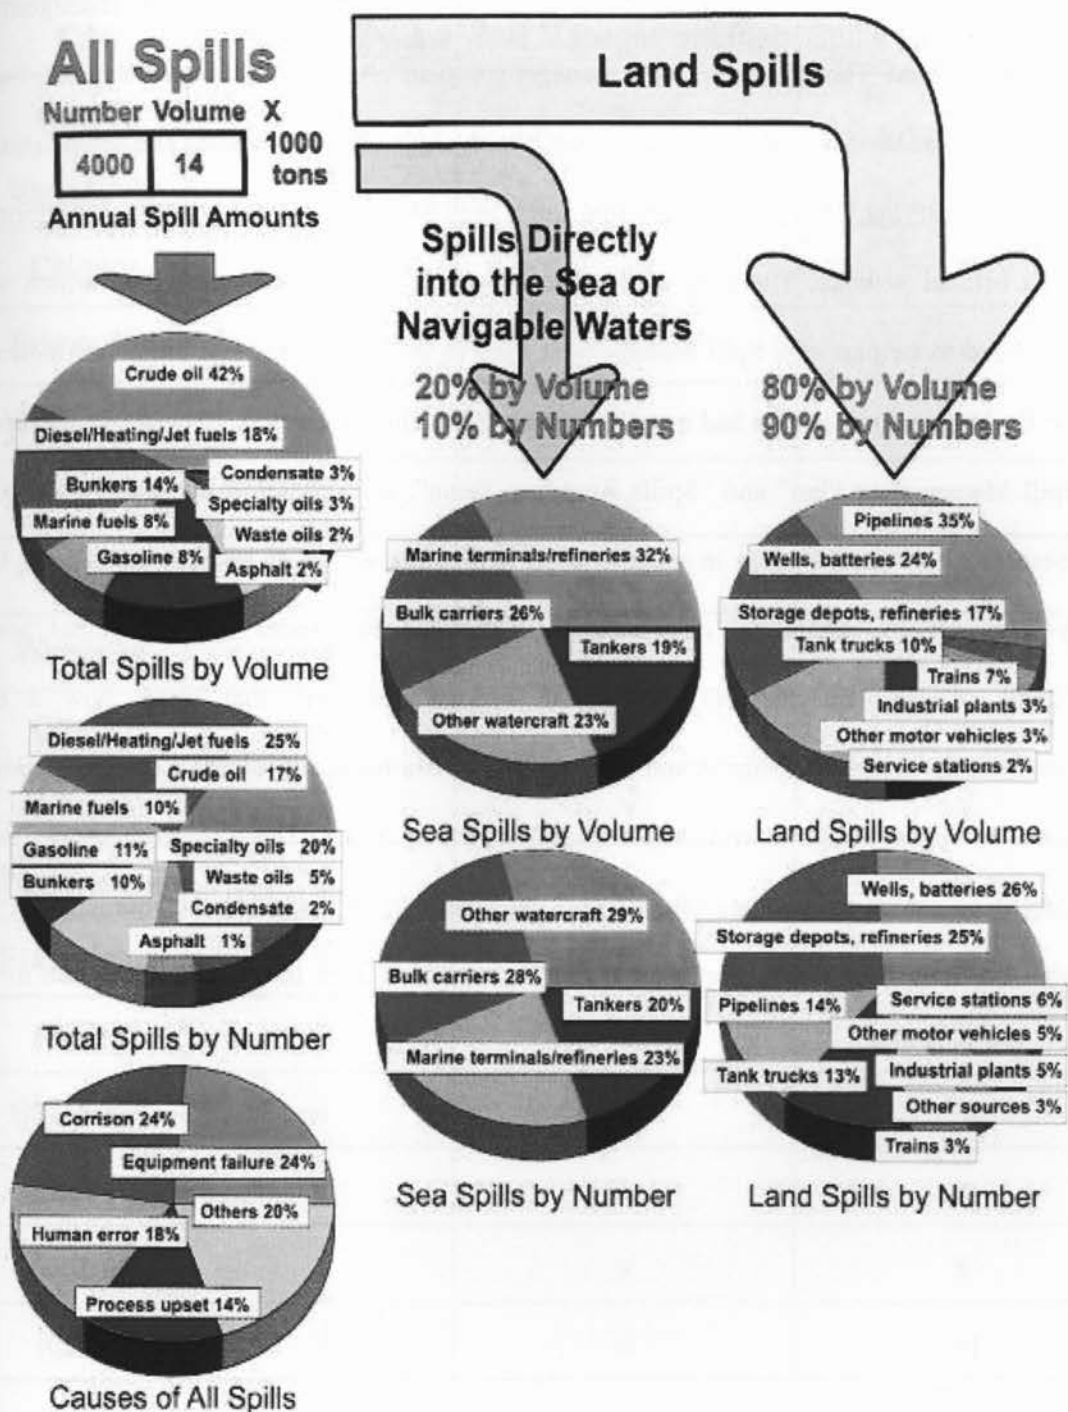 All Spills
Number Volume X
4000 14 1000
tons
Annual Spill Amounts
Land Spills
Spills Directly
into the Sea or
Navigable Waters
20% by Volume
10% by Numbers
80% by Volume
90% by Numbers
Crude oil 42%
Diesel/Heating/Jet fuels 18%
Bunkers 14%
Condensate 3%
Specialty oils 3%
Marine fuels 8%
Waste oils 2%
Gasoline 8%
Asphalt 2%
Total Spills by Volume
Diesel/Heating/Jet fuels 25%
Crude oil 17%
Marine fuels 10%
Gasoline 11%
Specialty oils 20%
Bunkers 10%
Waste oils 5%
Condensate 2%
Asphalt 1%
Total Spills by Number
Corrison 24%
Equipment failure 24%
Others 20%
Human error 18%
Process upset 14%
Causes of All Spills
Marine terminals/refineries 32%
Bulk carriers 26%
Tankers 19%
Other watercraft 23%
Sea Spills by Volume
Other watercraft 29%
Bulk carriers 28%
Tankers 20%
Marine terminals/refineries 23%
Sea Spills by Number
Pipelines 35%
Wells, batteries 24%
Storage depots, refineries 17%
Tank trucks 10%
Trains 7%
Industrial plants 3%
Other motor vehicles 3%
Service stations 2%
Land Spills by Volume
Wells, batteries 26%
Storage depots, refineries 25%
Pipelines 14%
Service stations 6%
Other motor vehicles 5%
Tank trucks 13%
Industrial plants 5%
Other sources 3%
Trains 3%
Land Spills by Number